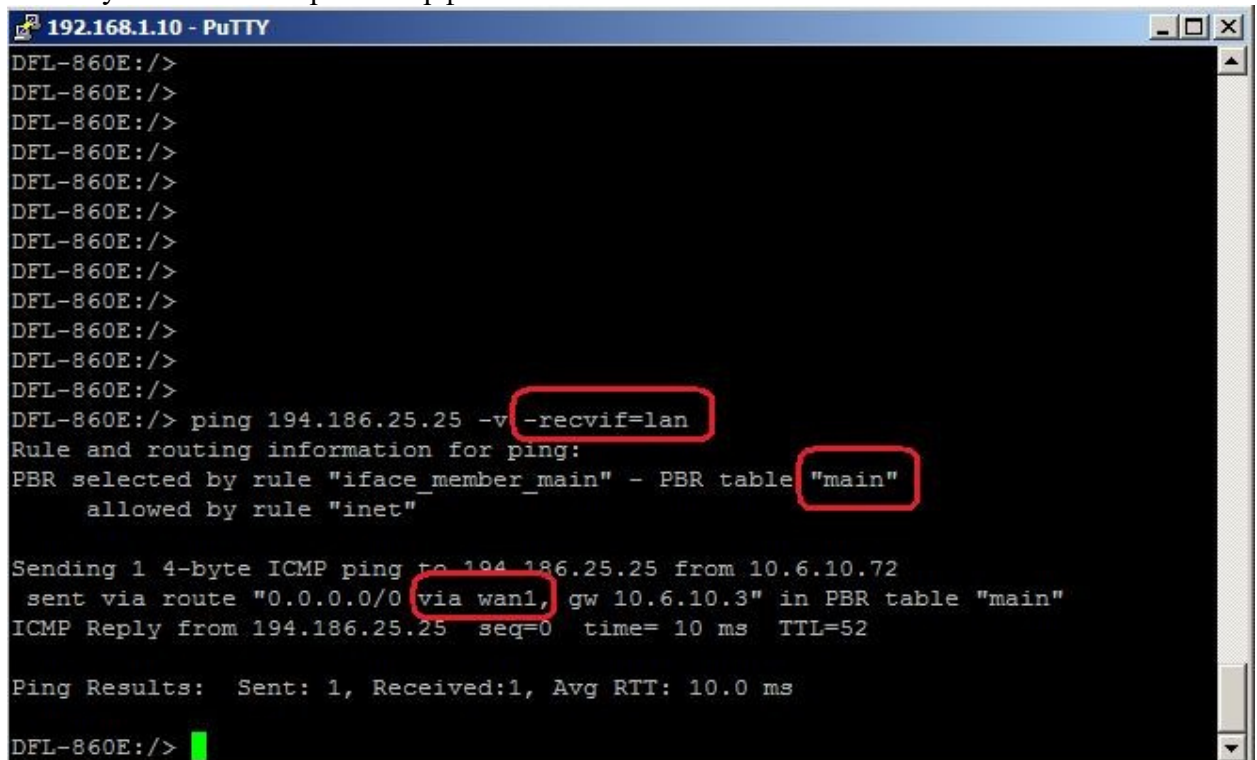 192.168.1.10 - PuTTY
DFL-860E:/>
DFL-860E:/>
DFL-860E:/>
DFL-860E:/>
DFL-860E:/>
DFL-860E:/>
DFL-860E:/>
DFL-860E:/>
DFL-860E:/>
DFL-860E:/>
DFL-860E:/>
DFL-860E:/>
DFL-860E:/> ping 194.186.25.25 -v -recvif=lan
Rule and routing information for ping:
PBR selected by rule "iface_member_main" - PBR table "main"
     allowed by rule "inet"
Sending 1 4-byte ICMP ping to 194.186.25.25 from 10.6.10.72
 sent via route "0.0.0.0/0 via wan1, gw 10.6.10.3" in PBR table "main"
ICMP Reply from 194.186.25.25  seq=0  time= 10 ms  TTL=52
Ping Results:  Sent: 1, Received:1, Avg RTT: 10.0 ms
DFL-860E:/>